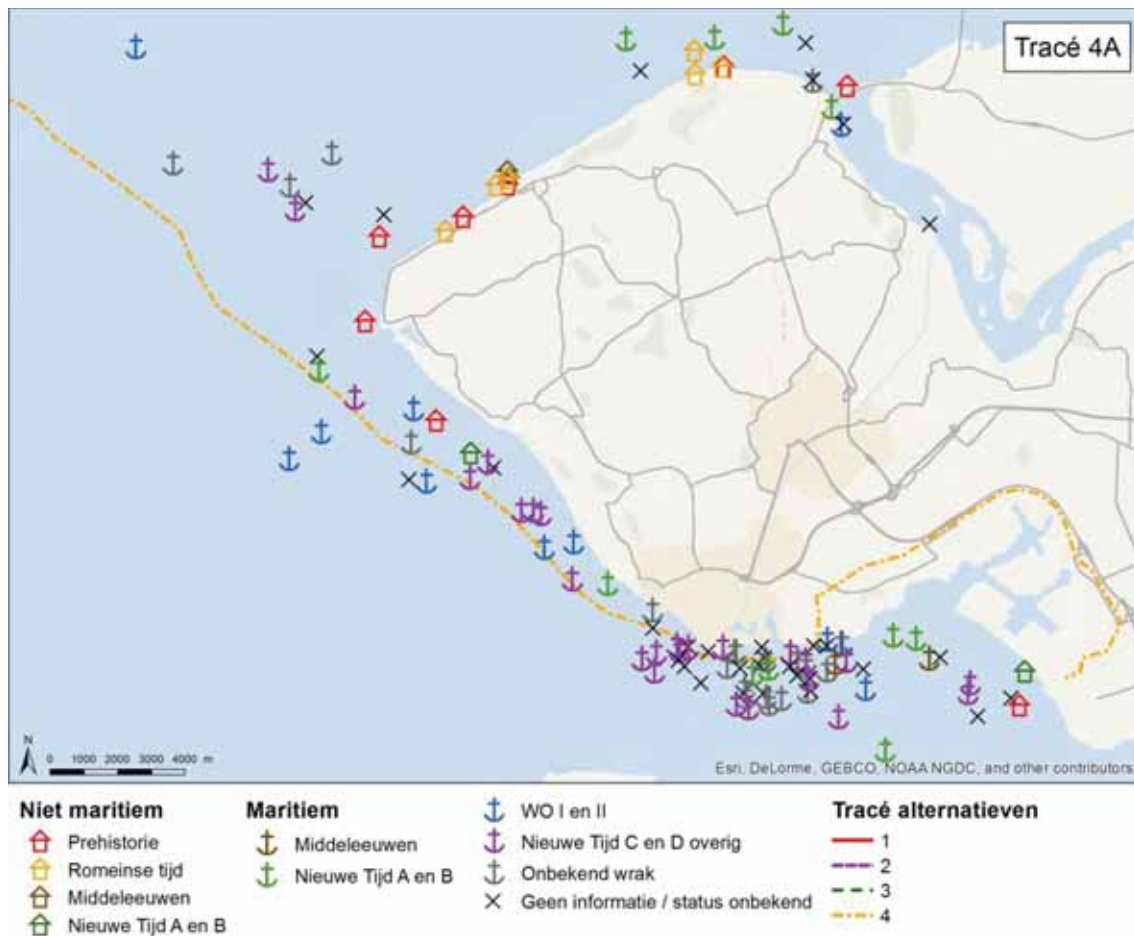 Tracé 4A
N
0 1000 2000 3000 4000 m
Esri, DeLorme, GEBCO, NOAA NGDC, and other contributors
Niet maritiem
Prehistorie
Romeinse tijd
Middeleeuwen
Nieuwe Tijd A en B
Maritiem
Middeleeuwen
Nieuwe Tijd A en B
WO I en II
Nieuwe Tijd C en D overig
Onbekend wrak
Geen informatie / status onbekend
Tracé alternatieven
1
2
3
4